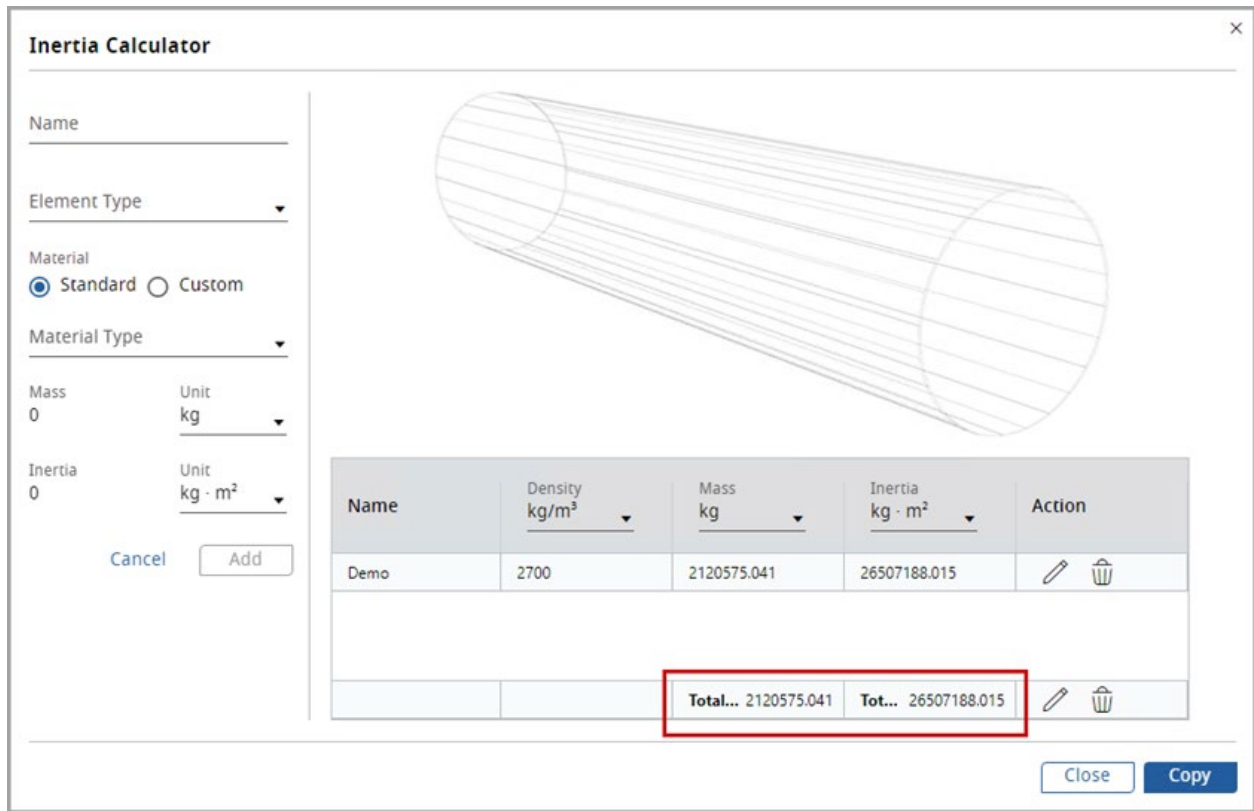 Inertia Calculator
×
Name
Element Type
Material
Standard Custom
Material Type
Mass Unit
0 kg
Inertia Unit
0 kg · m²
Cancel Add
Name Density kg/m³ Mass kg Inertia kg · m² Action
Demo 2700 2120575.041 26507188.015
Total... 2120575.041 Tot... 26507188.015
Close Copy